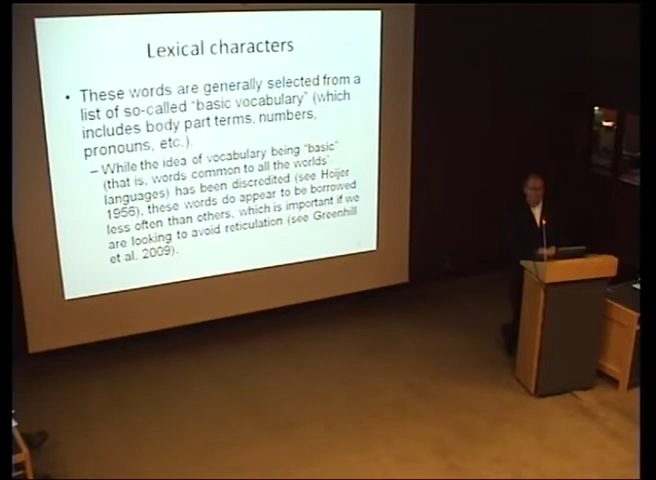 Lexical characters
• These words are generally selected from a
list of so-called "basic vocabulary" (which
includes body part terms, numbers,
pronouns, etc.)
– While the idea of vocabulary being "basic"
(that is, words common to all the worlds'
languages) has been discredited (see Hoijer
1956), these words do appear to be borrowed
less often than others, which is important if we
are looking to avoid reticulation (see Greenhill
et al. 2009).